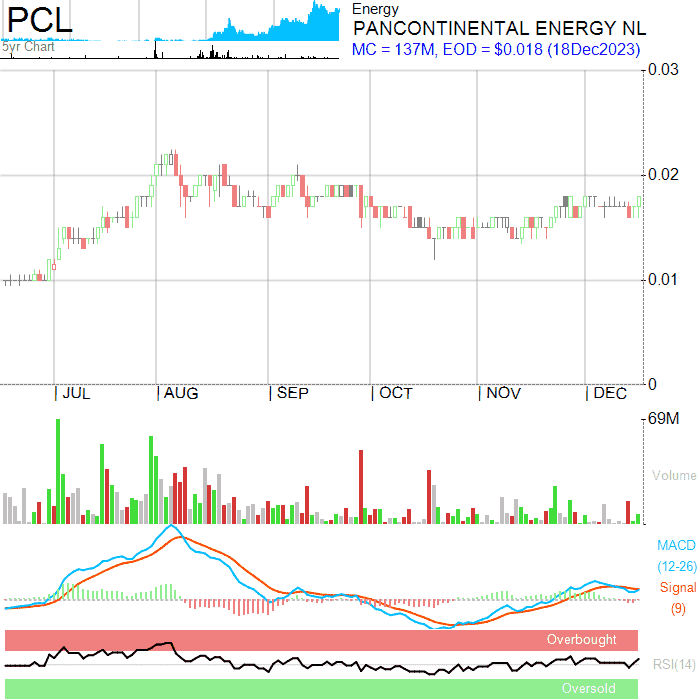 PCL
5yr Chart
Energy
PANCONTINENTAL ENERGY NL
MC = 137M, EOD = $0.018 (18Dec2023)
0.03
0.02
0.01
0
JUL
AUG
SEP
OCT
NOV
DEC
69M
Volume
MACD
(12-26)
Signal
(9)
Overbought
RSI(14)
Oversold